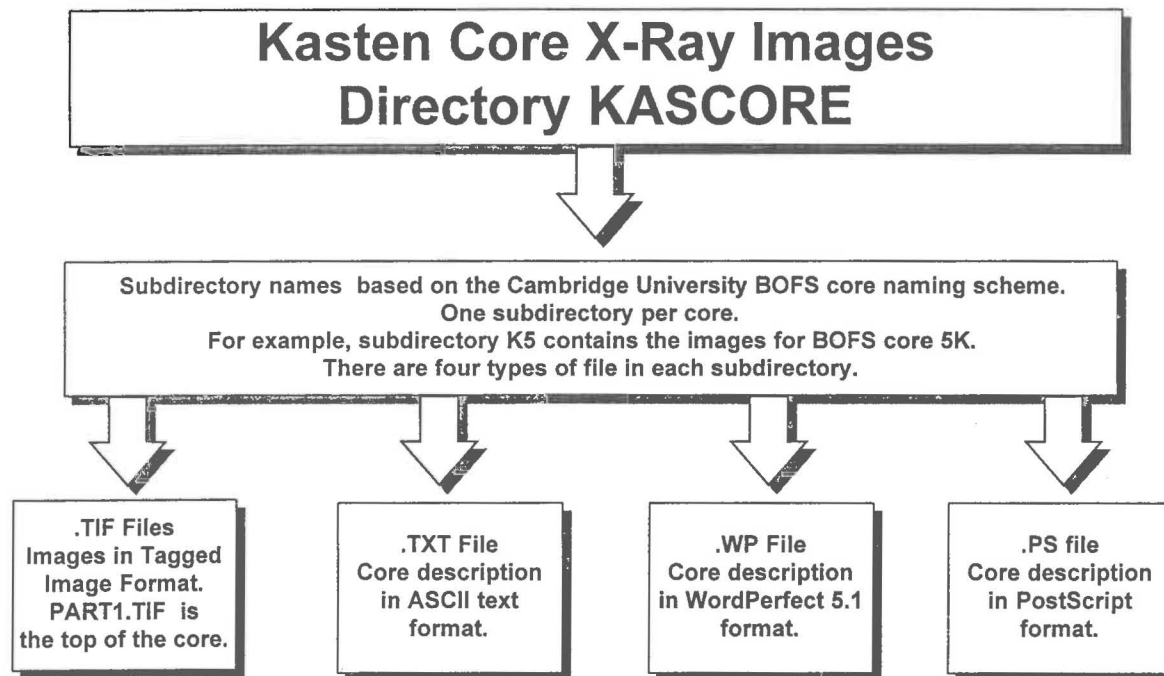 Kasten Core X-Ray Images
Directory KASCORE
Subdirectory names based on the Cambridge University BOFS core naming scheme.
One subdirectory per core.
For example, subdirectory K5 contains the images for BOFS core 5K.
There are four types of file in each subdirectory.
.TIF Files
Images in Tagged
Image Format.
PART1.TIF is
the top of the core.
.TXT File
Core description
in ASCII text
format.
.WP File
Core description
in WordPerfect 5.1
format.
.PS file
Core description
in PostScript
format.